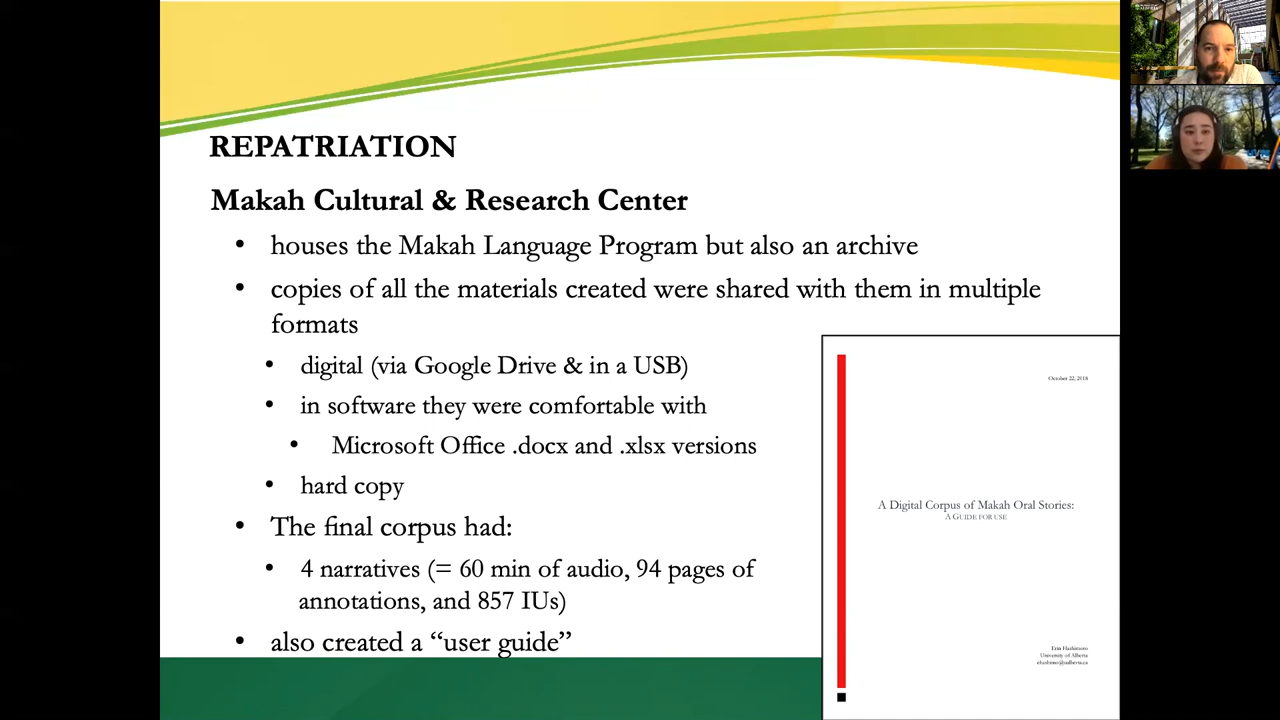 REPATRIATION
Makah Cultural & Research Center
• houses the Makah Language Program but also an archive
• copies of all the materials created were shared with them in multiple
formats
• digital (via Google Drive & in a USB)
• in software they were comfortable with
• Microsoft Office .docx and .xlsx versions
• hard copy
• The final corpus had:
• 4 narratives (= 60 min of audio, 94 pages of
annotations, and 857 IUs)
• also created a “user guide”
October 22, 2018
A Digital Corpus of Makah Oral Stories:
A GUIDE FOR USE
Erin Hashimoto
University of Alberta
ehashimo@ualberta.ca